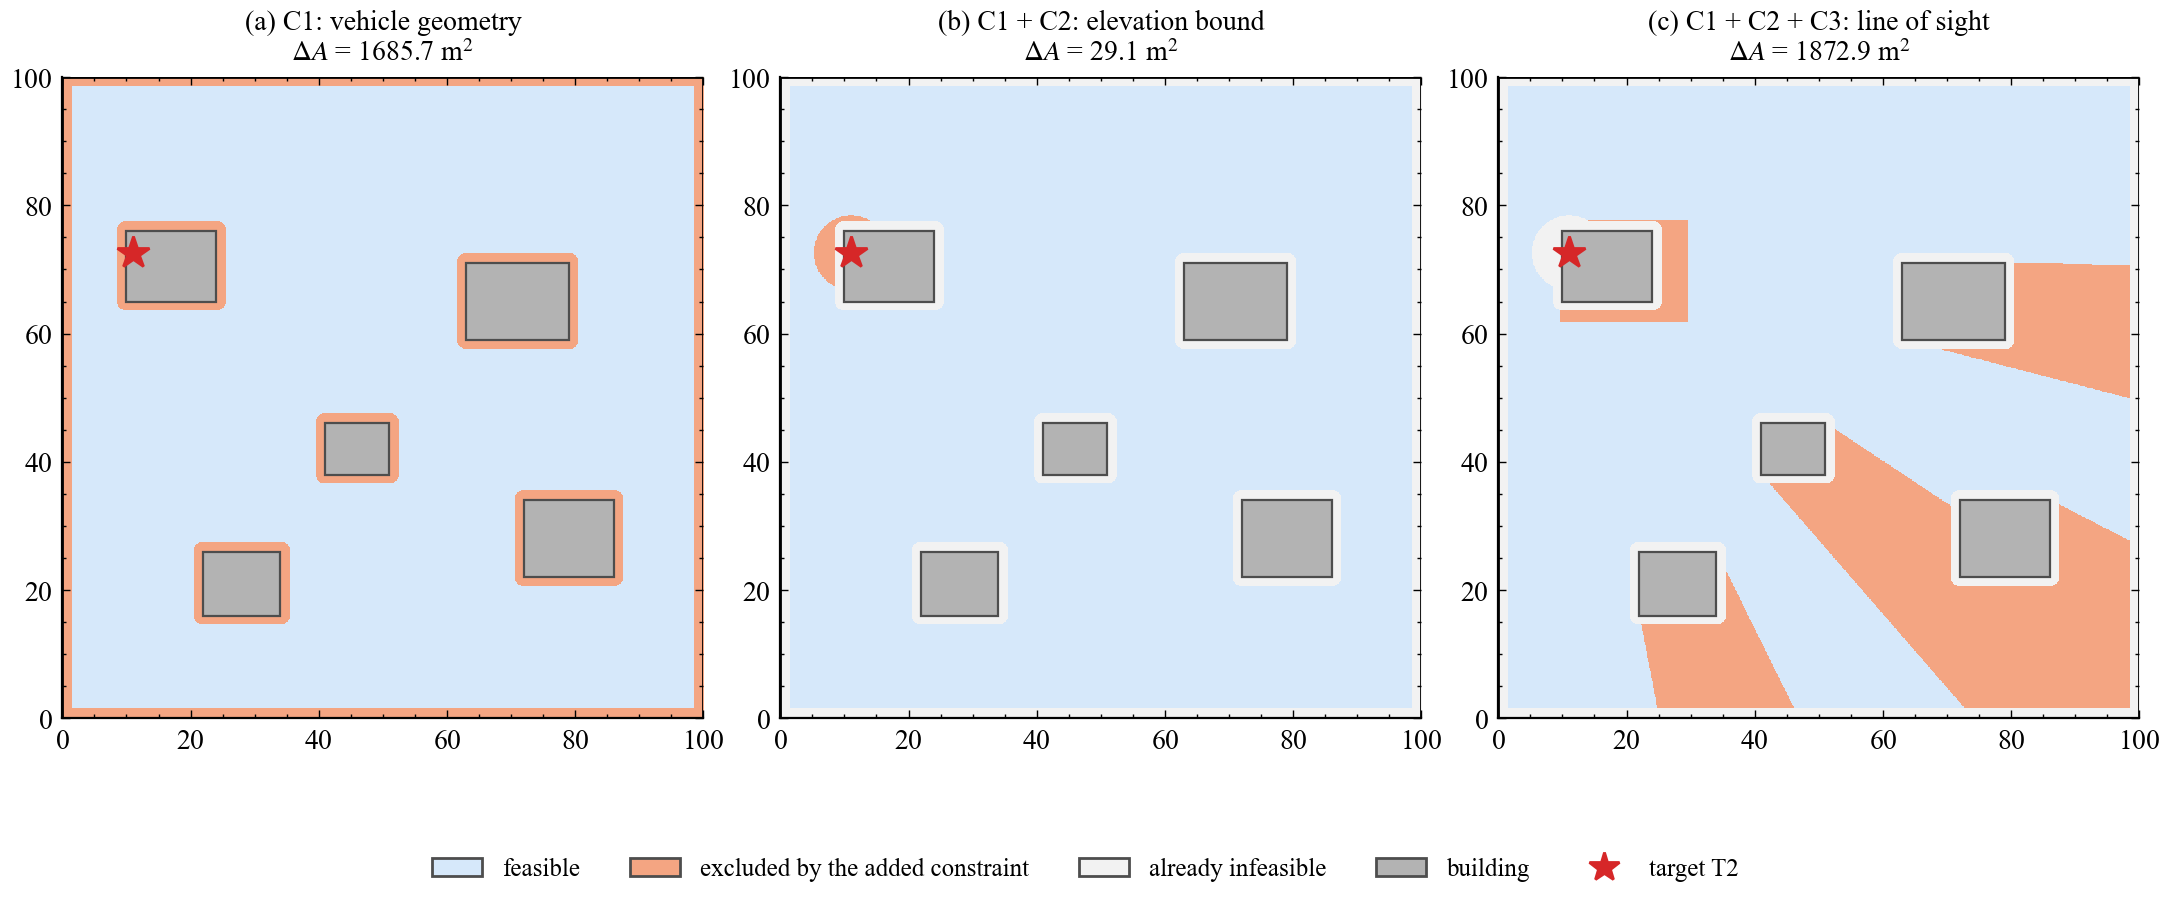 (a) C1: vehicle geometry
ΔA = 1685.7 m²
(b) C1 + C2: elevation bound
ΔA = 29.1 m²
(c) C1 + C2 + C3: line of sight
ΔA = 1872.9 m²
100
80
60
40
20
0
0 20 40 60 80 100
100
80
60
40
20
0
0 20 40 60 80 100
100
80
60
40
20
0
0 20 40 60 80 100
feasible excluded by the added constraint already infeasible building target T2